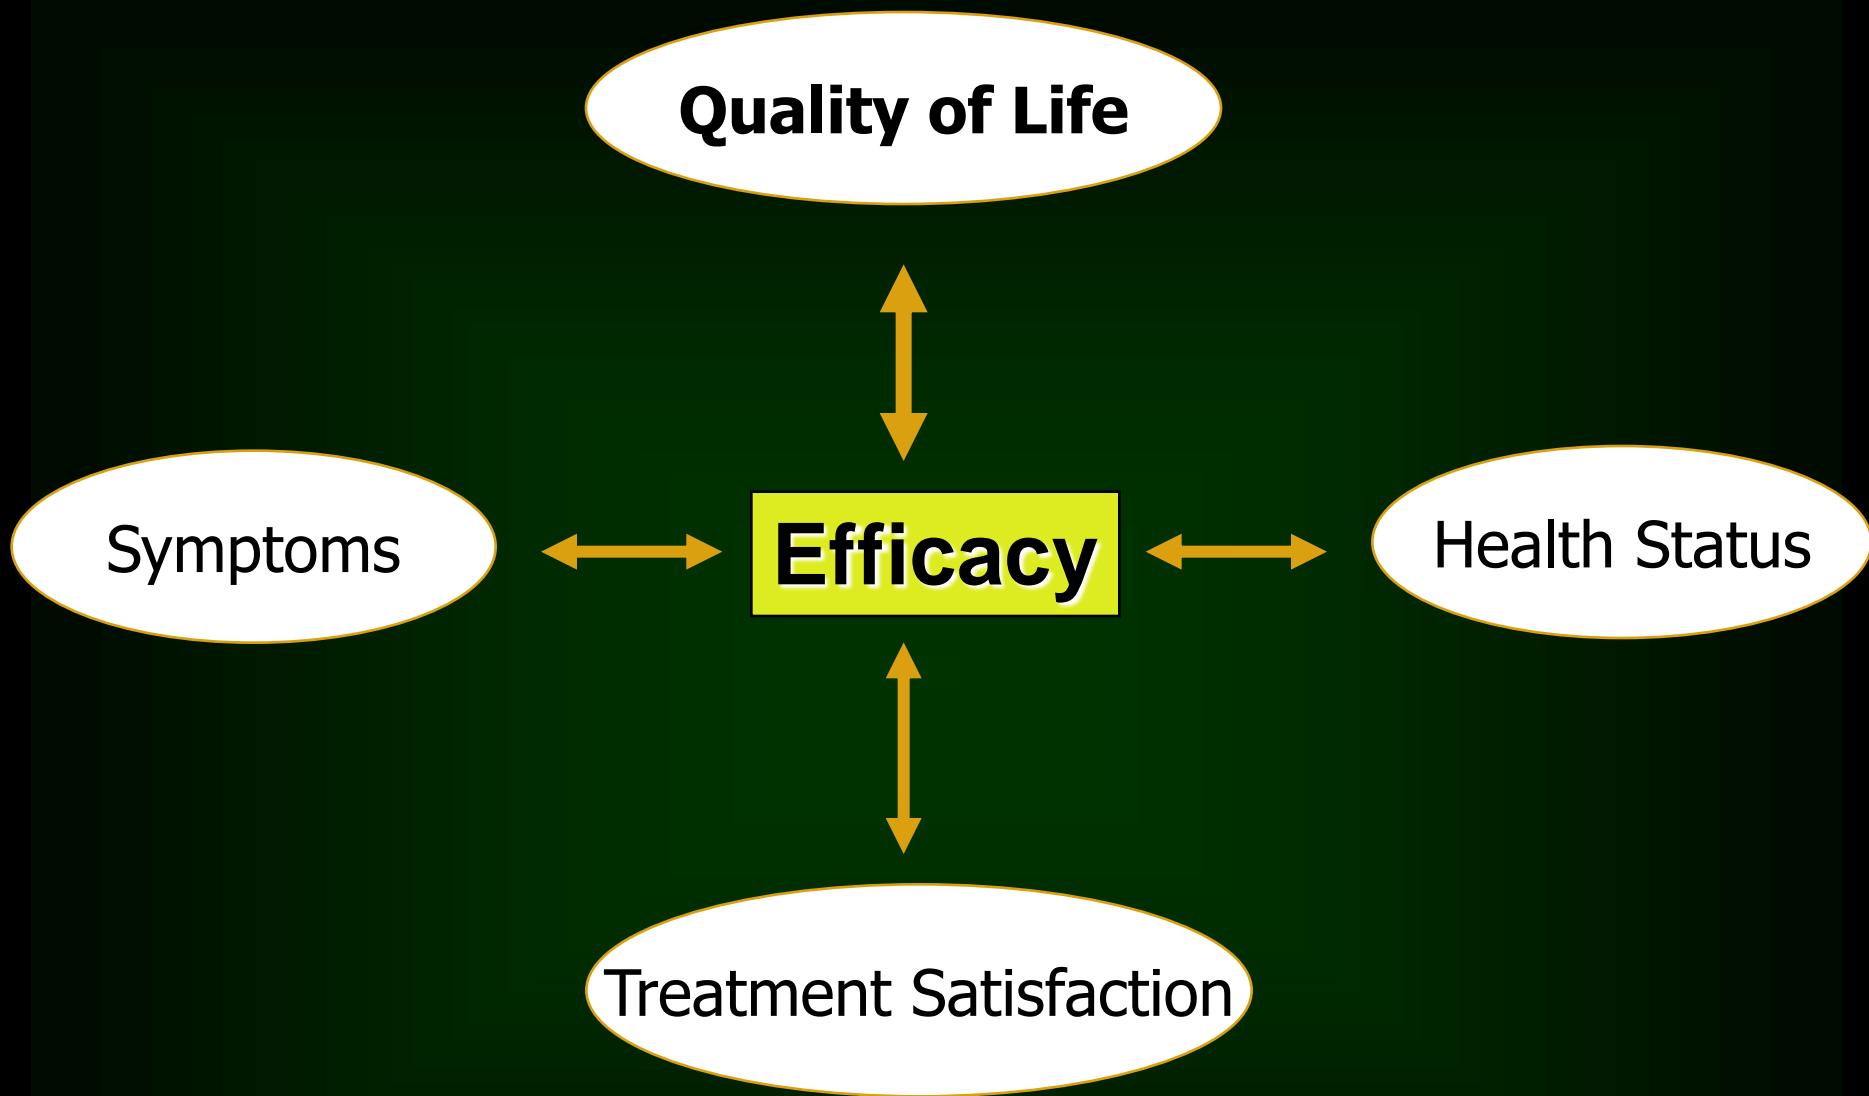 Quality of Life
Symptoms
Efficacy
Health Status
Treatment Satisfaction